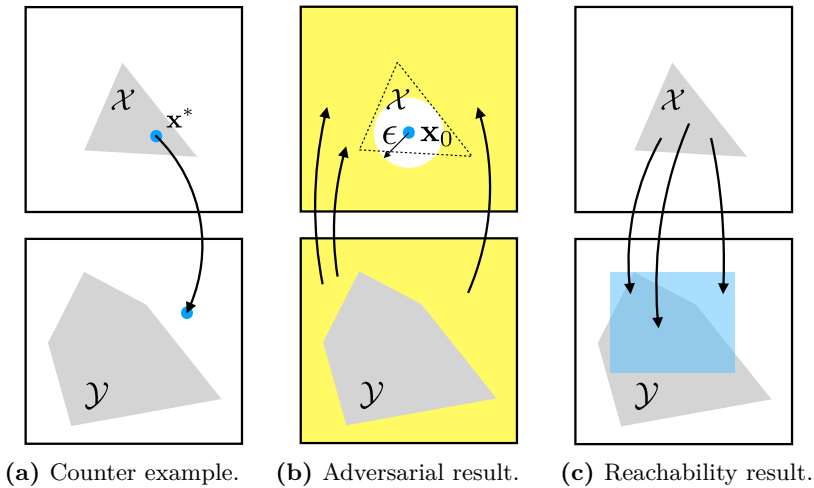 𝒳
x*
𝒳
ϵ
x₀
𝒳
𝒴
𝒴
𝒴
(a) Counter example.
(b) Adversarial result.
(c) Reachability result.